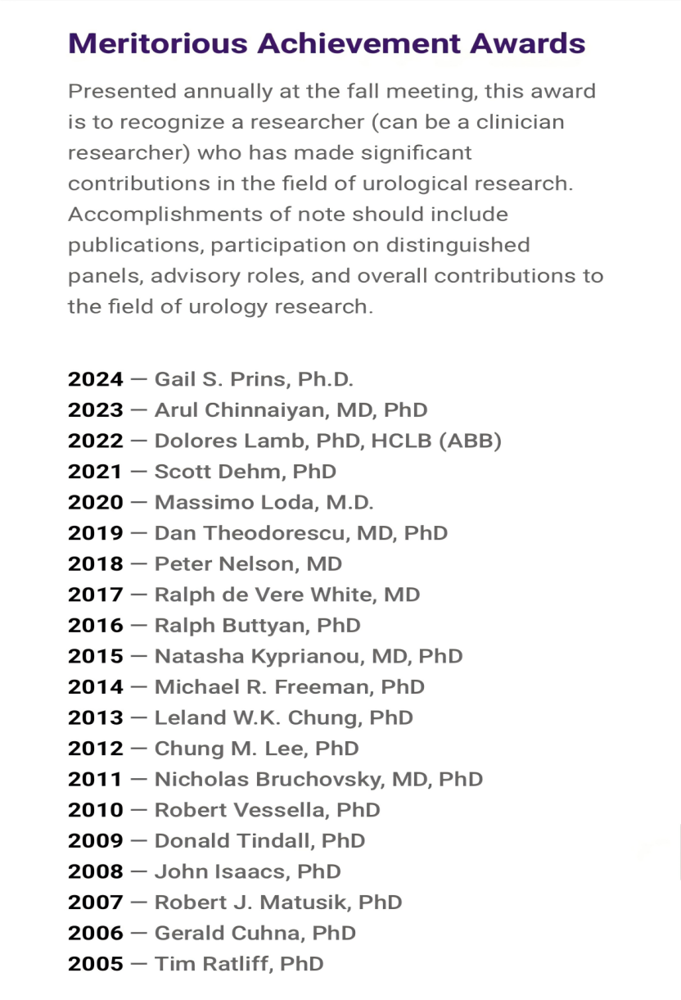 Meritorious Achievement Awards
Presented annually at the fall meeting, this award
is to recognize a researcher (can be a clinician
researcher) who has made significant
contributions in the field of urological research.
Accomplishments of note should include
publications, participation on distinguished
panels, advisory roles, and overall contributions to
the field of urology research.
2024 — Gail S. Prins, Ph.D.
2023 — Arul Chinnaiyan, MD, PhD
2022 — Dolores Lamb, PhD, HCLB (ABB)
2021 — Scott Dehm, PhD
2020 — Massimo Loda, M.D.
2019 — Dan Theodorescu, MD, PhD
2018 — Peter Nelson, MD
2017 — Ralph de Vere White, MD
2016 — Ralph Buttyan, PhD
2015 — Natasha Kyprianou, MD, PhD
2014 — Michael R. Freeman, PhD
2013 — Leland W.K. Chung, PhD
2012 — Chung M. Lee, PhD
2011 — Nicholas Bruchovsky, MD, PhD
2010 — Robert Vessella, PhD
2009 — Donald Tindall, PhD
2008 — John Isaacs, PhD
2007 — Robert J. Matusik, PhD
2006 — Gerald Cuhna, PhD
2005 — Tim Ratliff, PhD